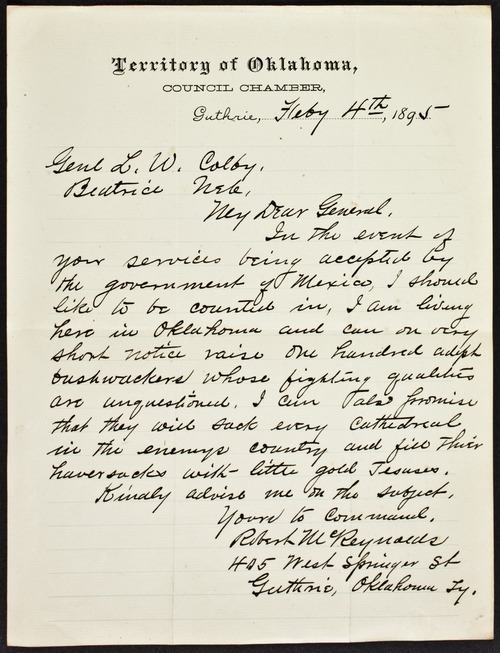 Territory of Oklahoma,
COUNCIL CHAMBER,
Guthrie, Feby 4th, 1895
Genl L. W. Colby.
Beatrice Neb,
My Dear General,
In the event of
your services being accepted by
the government of Mexico, I should
like to be counted in, I am living
here in Oklahoma and can on very
short notice raise one hundred adept
bushwackers whose fighting qualities
are unquestioned. I can also promise
that they will sack every Cathedreal
in the enemys country and fill thier
haversacks with little gold Jesuses.
Kindly advise me on the subject,
Yours to command,
Robert McReynolds
405 West Springer St
Guthrie, Oklahoma Ty.